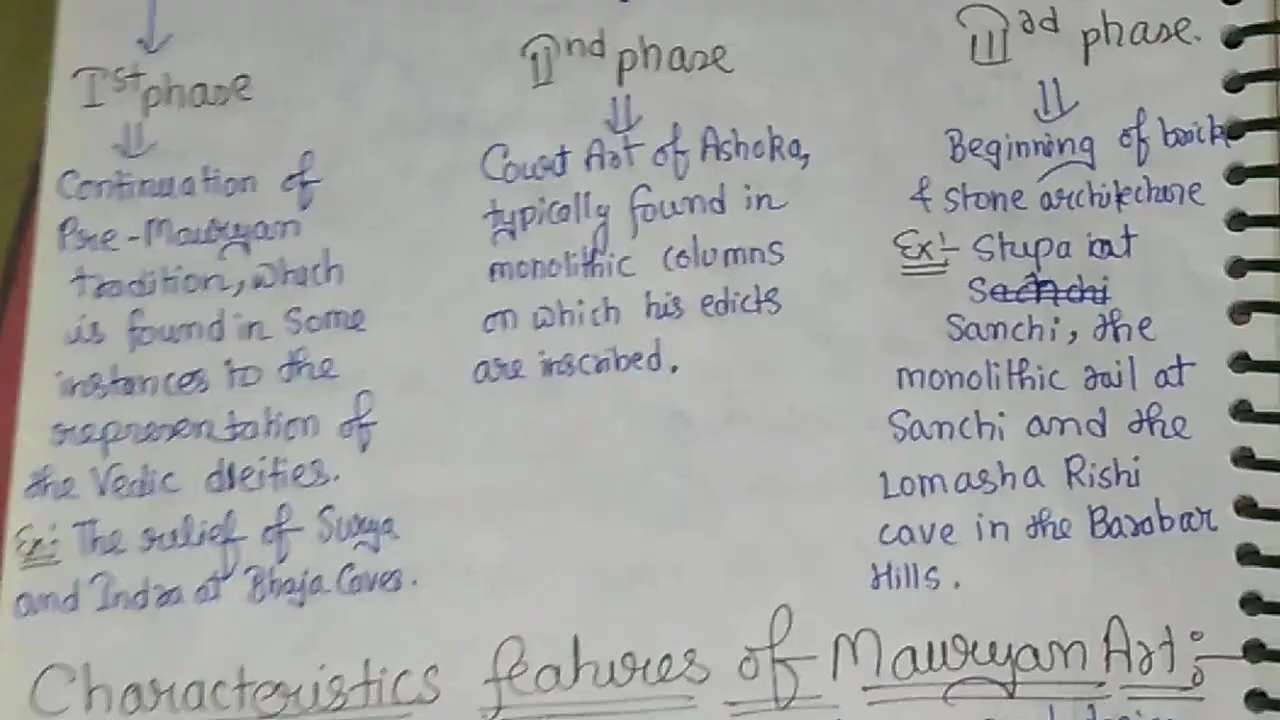 Ist phase
Continuation of
Pre-Mauryan
tradition, which
is found in some
instances to the
representation of
the Vedic dieities.
Ex: The relief of Surya
and Indra at Bhaja Caves.
IInd phase
Court Art of Ashoka,
typically found in
monolithic columns
on which his edicts
are inscribed.
IIIrd phase.
Beginning of brick
& stone architecture
Ex:- Stupa at
Sanchi, the
monolithic rail at
Sanchi and the
Lomasha Rishi
cave in the Barabar
Hills.
Characteristics features of Mauryan Art:-